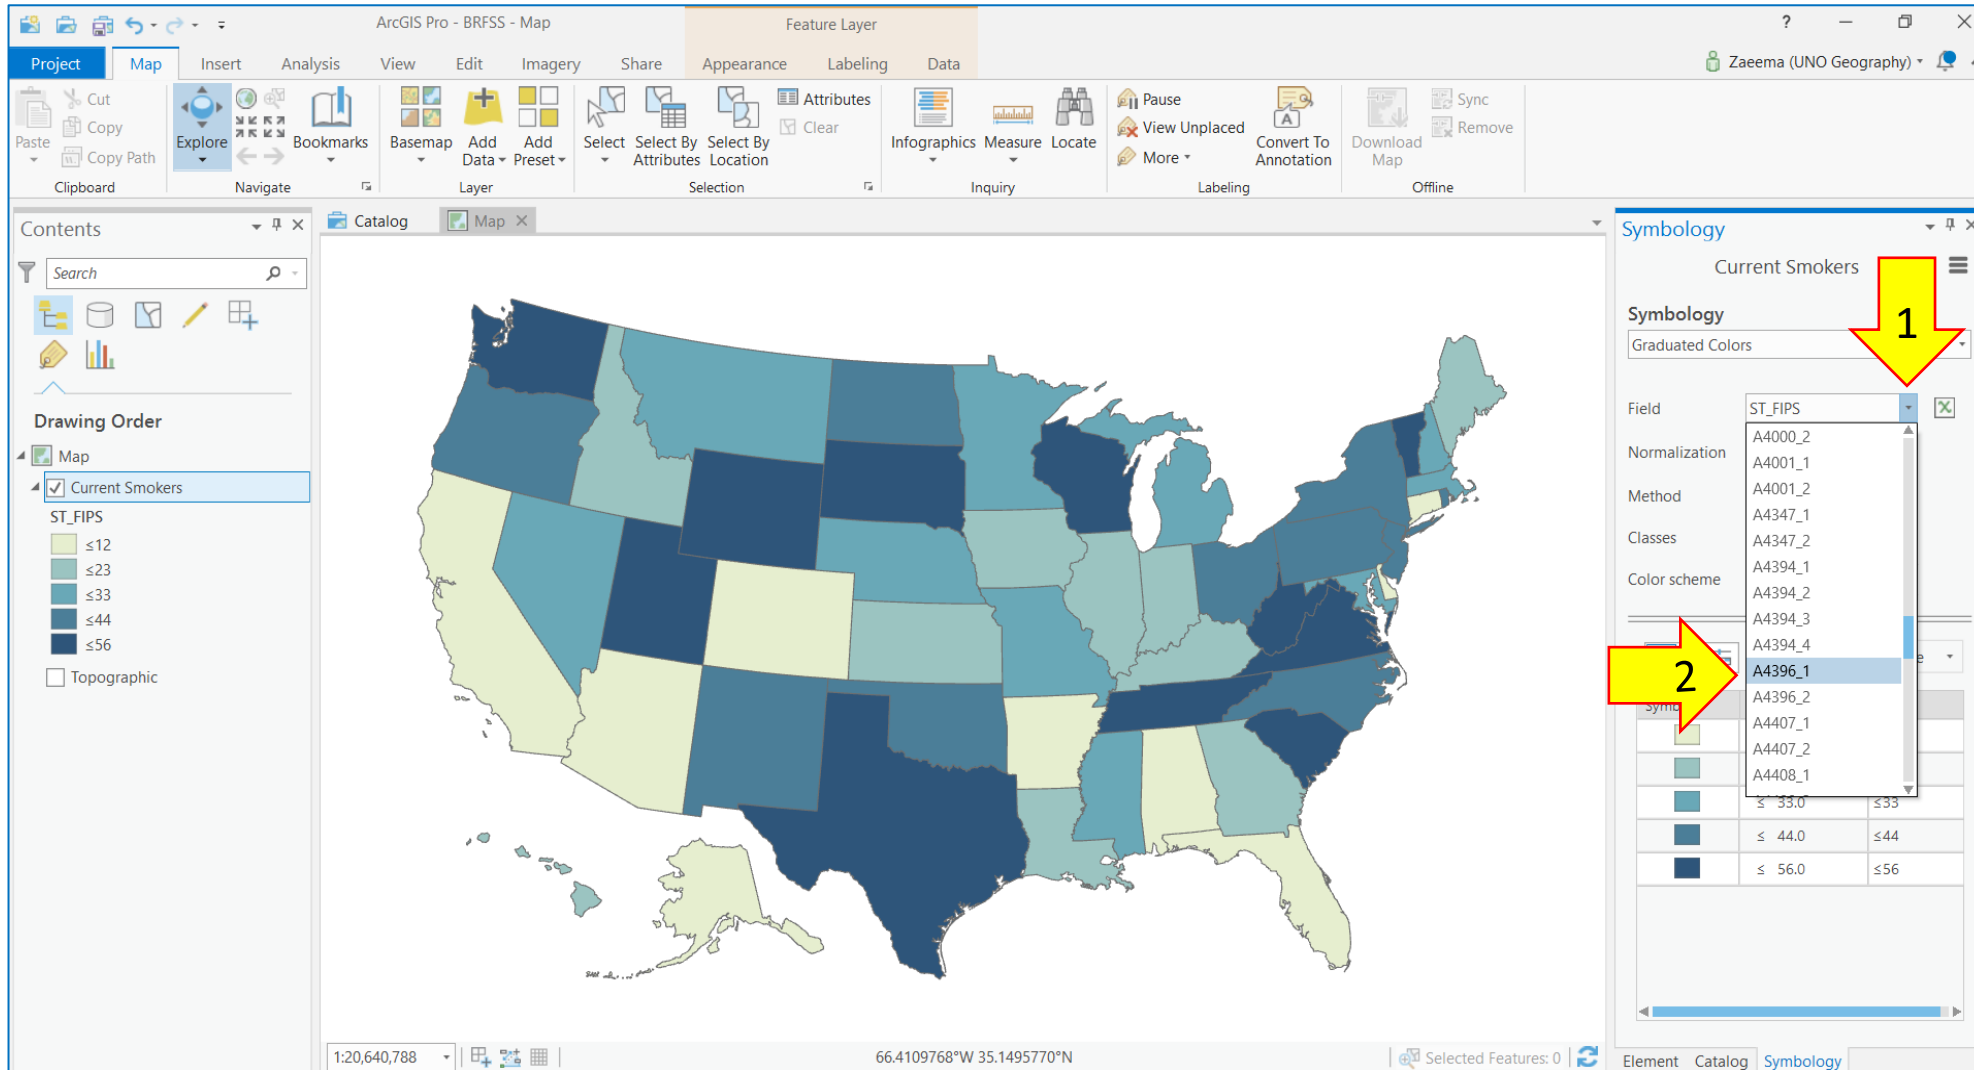 ArcGIS Pro - BRFSS - Map
Feature Layer
?
Project Map Insert Analysis View Edit Imagery Share Appearance Labeling Data
Zaeema (UNO Geography)
Paste
Cut
Copy
Copy Path
Clipboard
Explore
Bookmarks
Navigate
Basemap
Add Data
Add Preset
Layer
Select
Select By Attributes
Select By Location
Attributes
Clear
Selection
Infographics
Measure
Locate
Inquiry
Pause
View Unplaced
More
Convert To Annotation
Labeling
Download Map
Sync
Remove
Offline
Contents
Search
Drawing Order
Map
Current Smokers
ST_FIPS
≤12
≤23
≤33
≤44
≤56
Topographic
Catalog
Map
1:20,640,788
66.4109768°W 35.1495770°N
Selected Features: 0
Symbology
Current Smokers
1
Symbology
Graduated Colors
Field
ST_FIPS
Normalization
Method
Classes
Color scheme
A4000_2
A4001_1
A4001_2
A4347_1
A4347_2
A4394_1
A4394_2
A4394_3
A4394_4
A4396_1
A4396_2
A4407_1
A4407_2
A4408_1
2
≤ 33.0 ≤33
≤ 44.0 ≤44
≤ 56.0 ≤56
Element Catalog Symbology